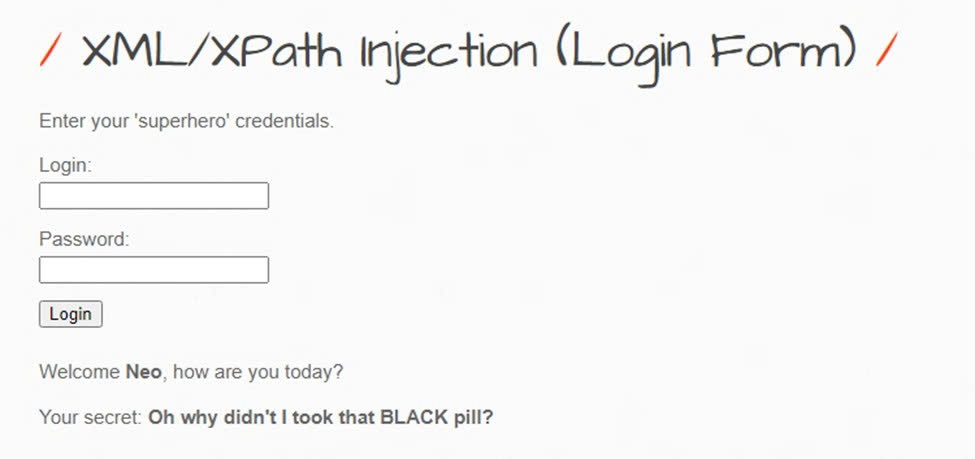 / XML/XPath Injection (Login Form) /
Enter your 'superhero' credentials.
Login:
Password:
Login
Welcome Neo, how are you today?
Your secret: Oh why didn't I took that BLACK pill?